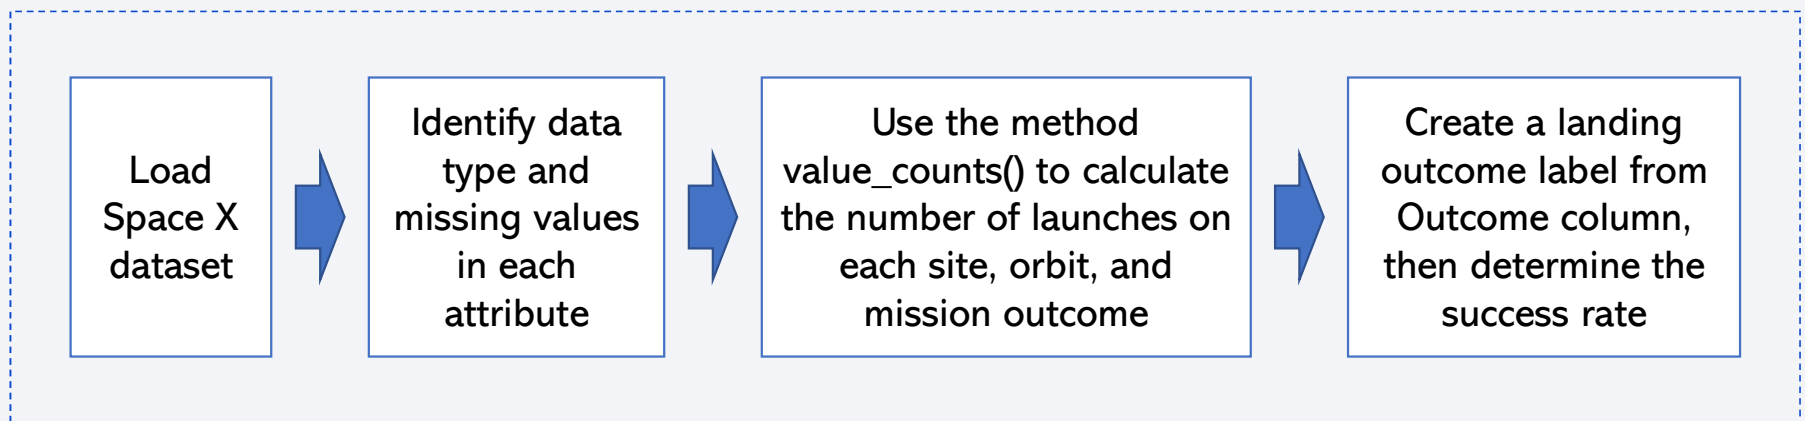 Load
Space X
dataset
Identify data
type and
missing values
in each
attribute
Use the method
value_counts() to calculate
the number of launches on
each site, orbit, and
mission outcome
Create a landing
outcome label from
Outcome column,
then determine the
success rate